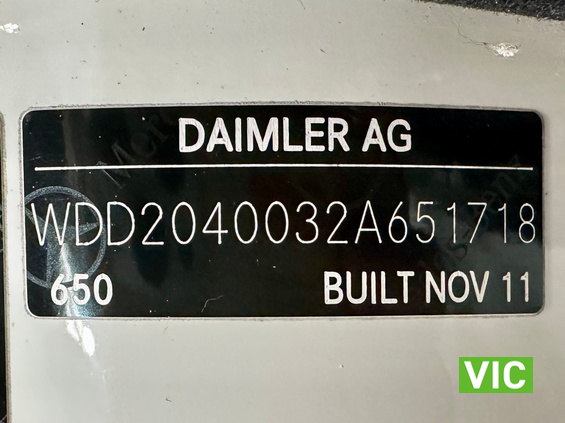 DAIMLER AG
WDD2040032A651718
650 BUILT NOV 11
VIC